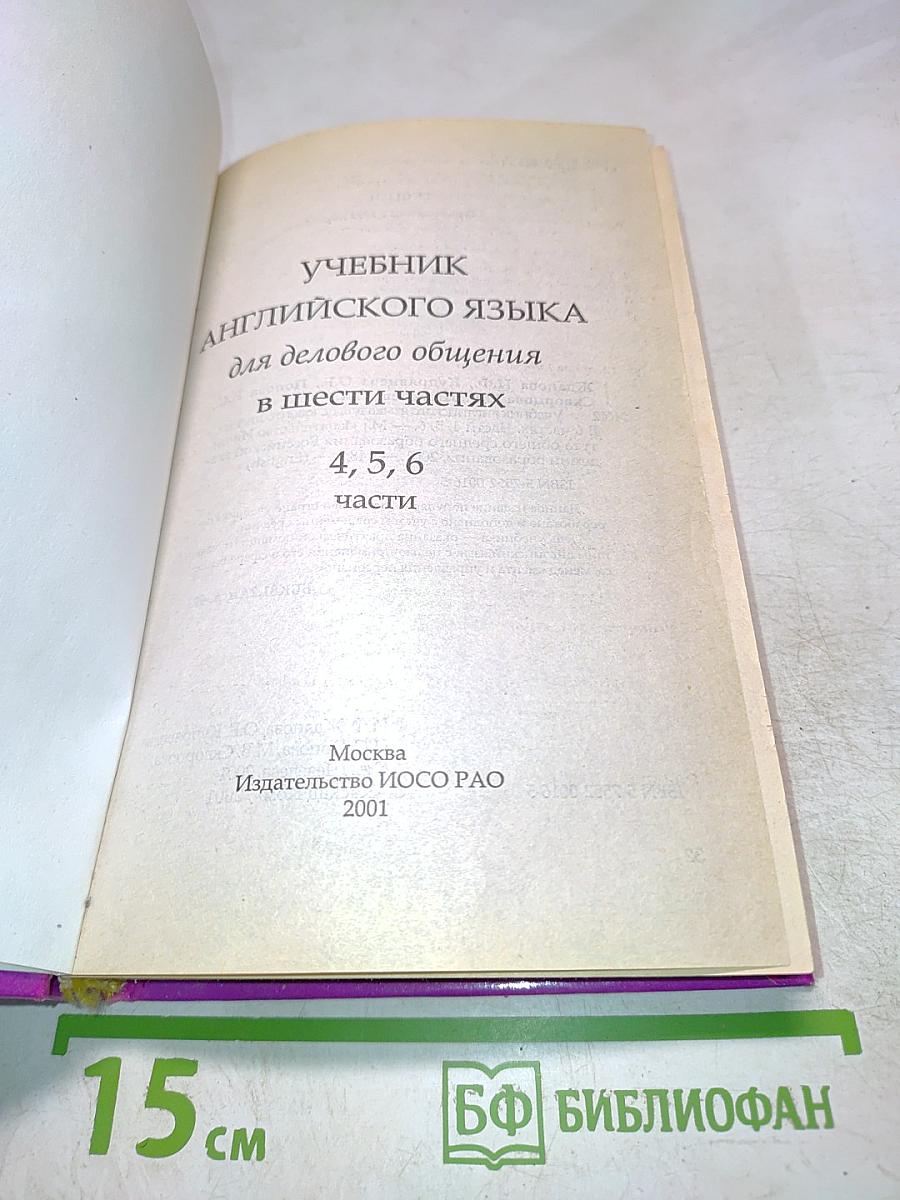 УЧЕБНИК
АНГЛИЙСКОГО ЯЗЫКА
для делового общения
в шести частях
4, 5, 6
части
Москва
Издательство ИОСО РАО
2001
15 см
БФ БИБЛИОФАН